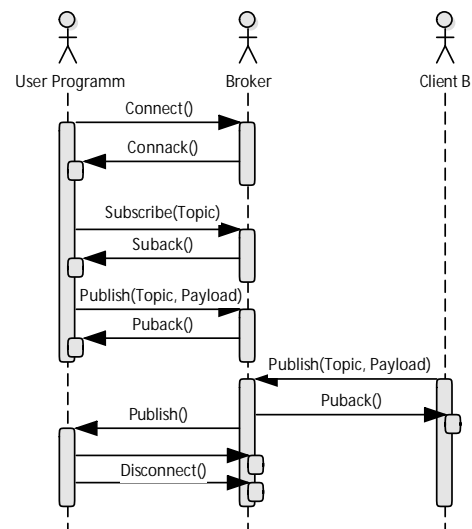 User Programm
Broker
Client B
Connect()
Connack()
Subscribe(Topic)
Suback()
Publish(Topic, Payload)
Puback()
Publish(Topic, Payload)
Puback()
Publish()
Disconnect()